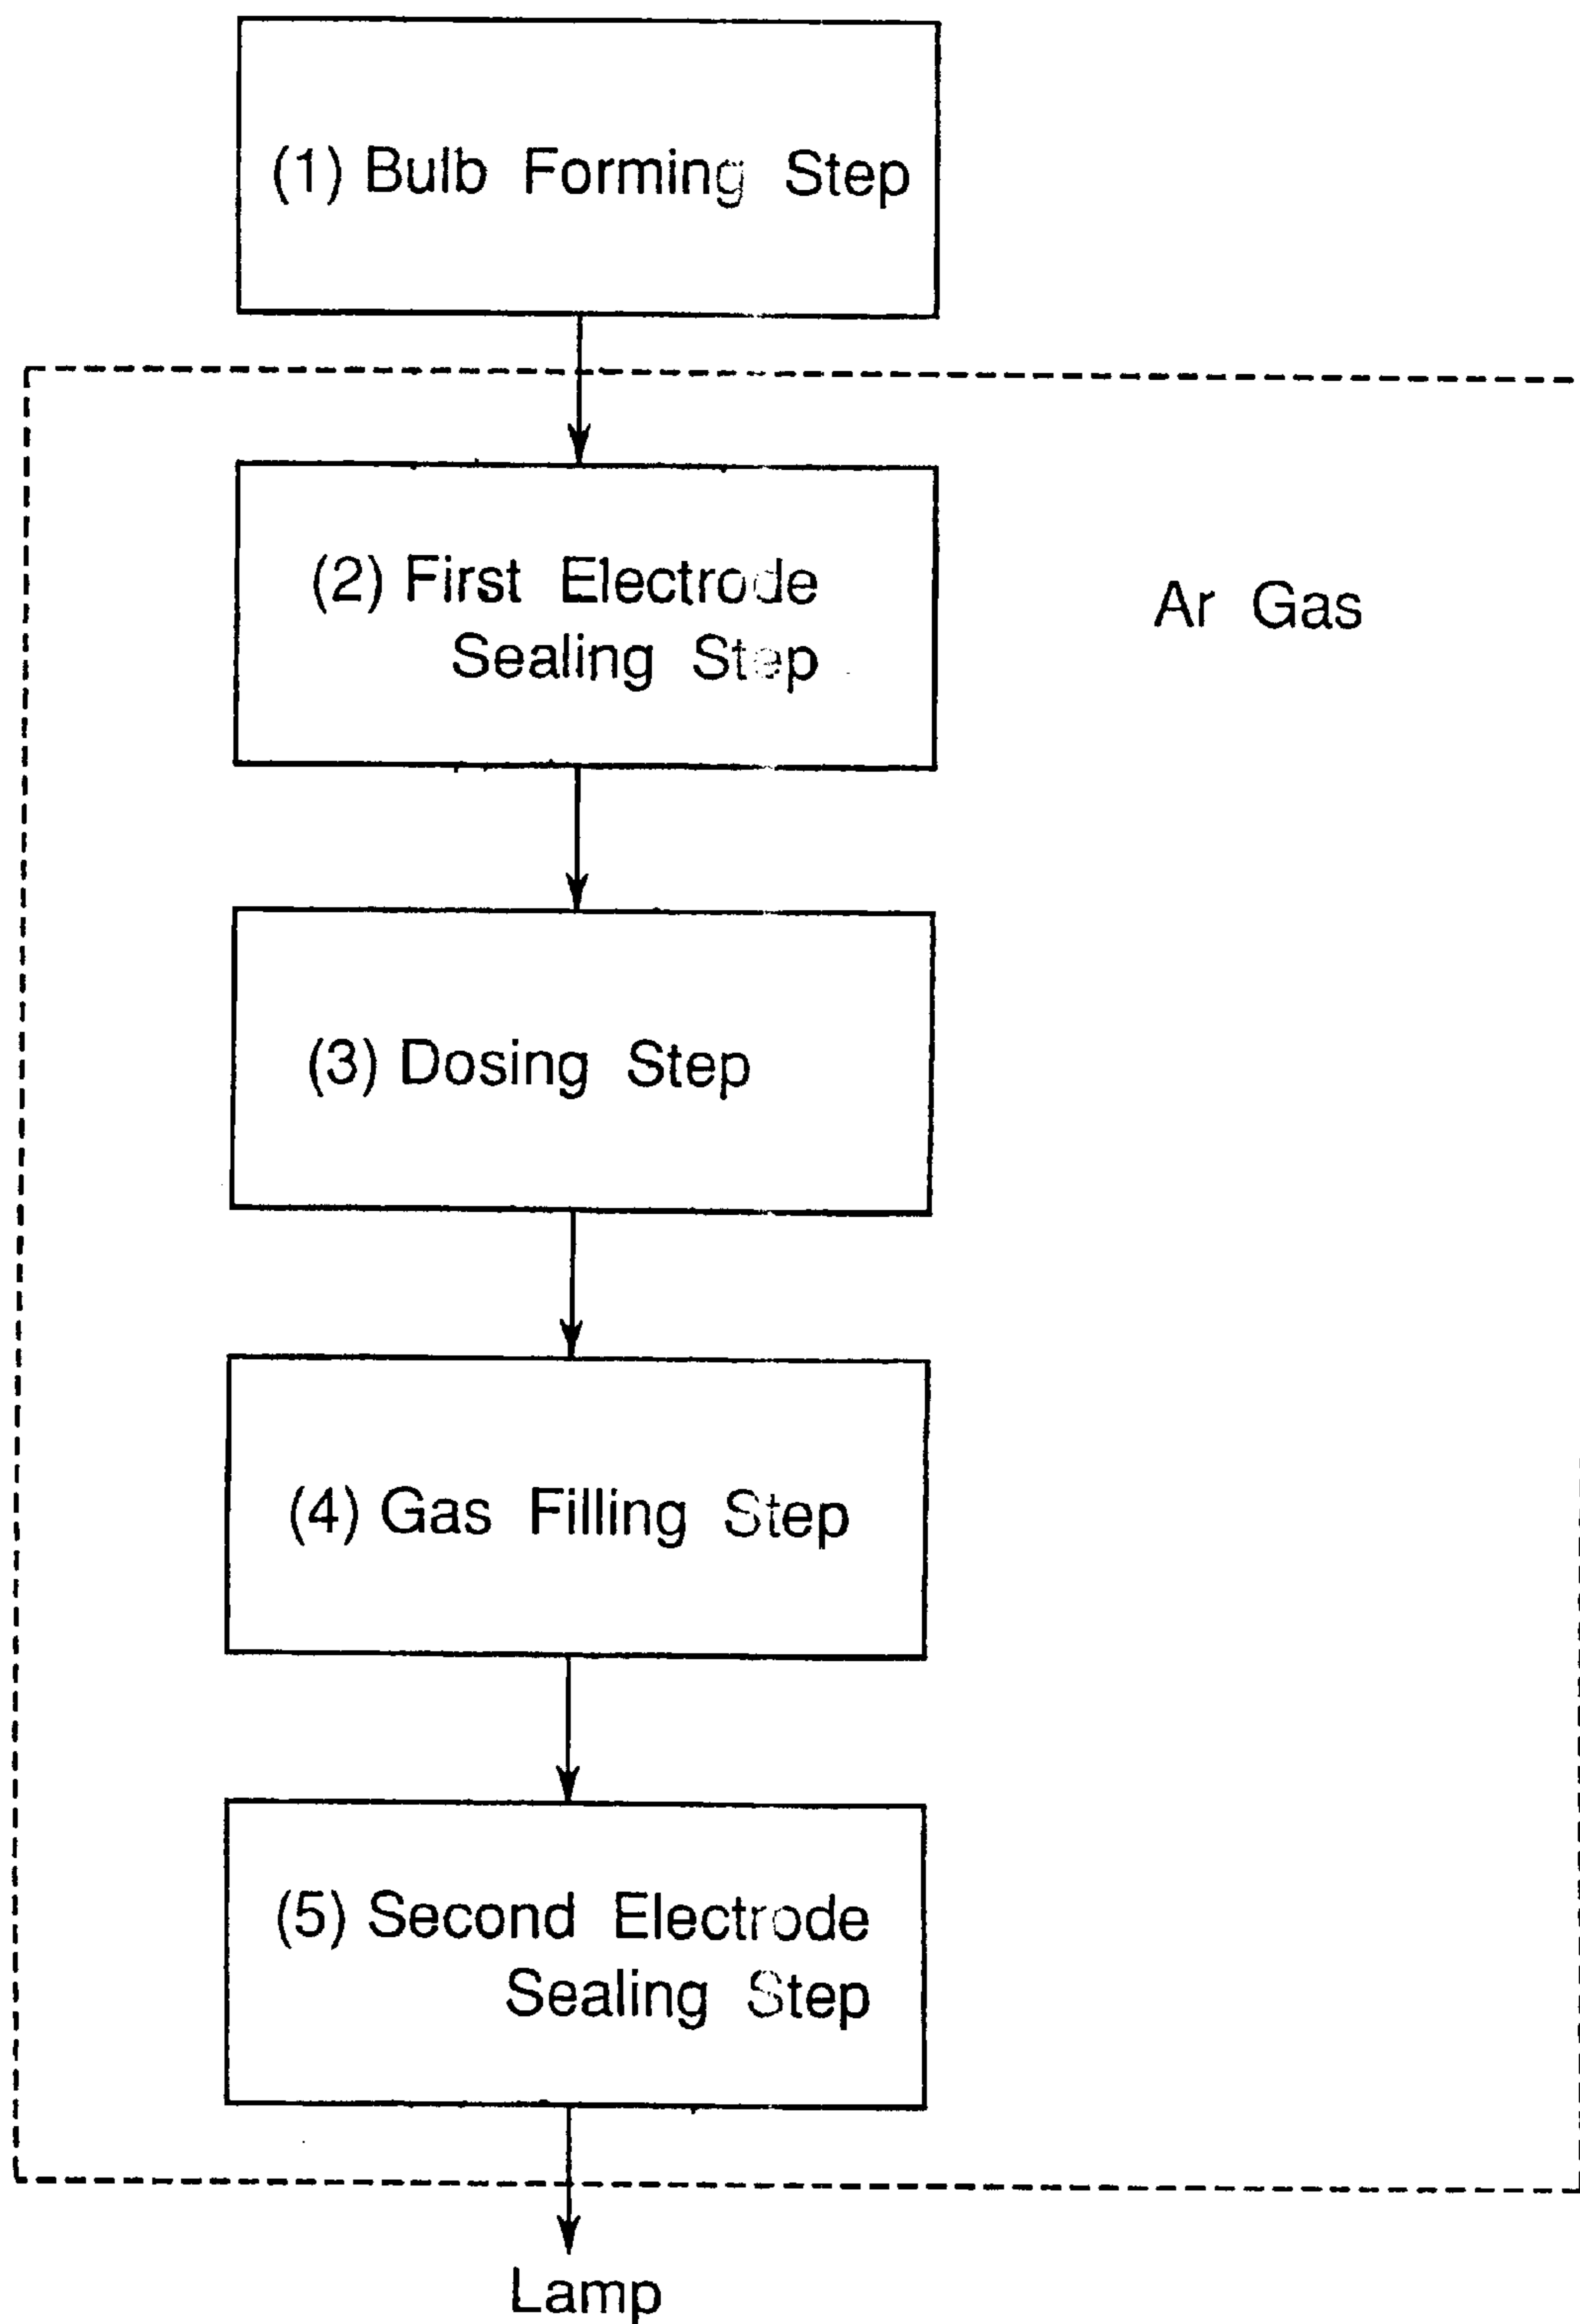 (1) Bulb Forming Step
(2) First Electrode
Sealing Step
Ar Gas
(3) Dosing Step
(4) Gas Filling Step
(5) Second Electrode
Sealing Step
Lamp